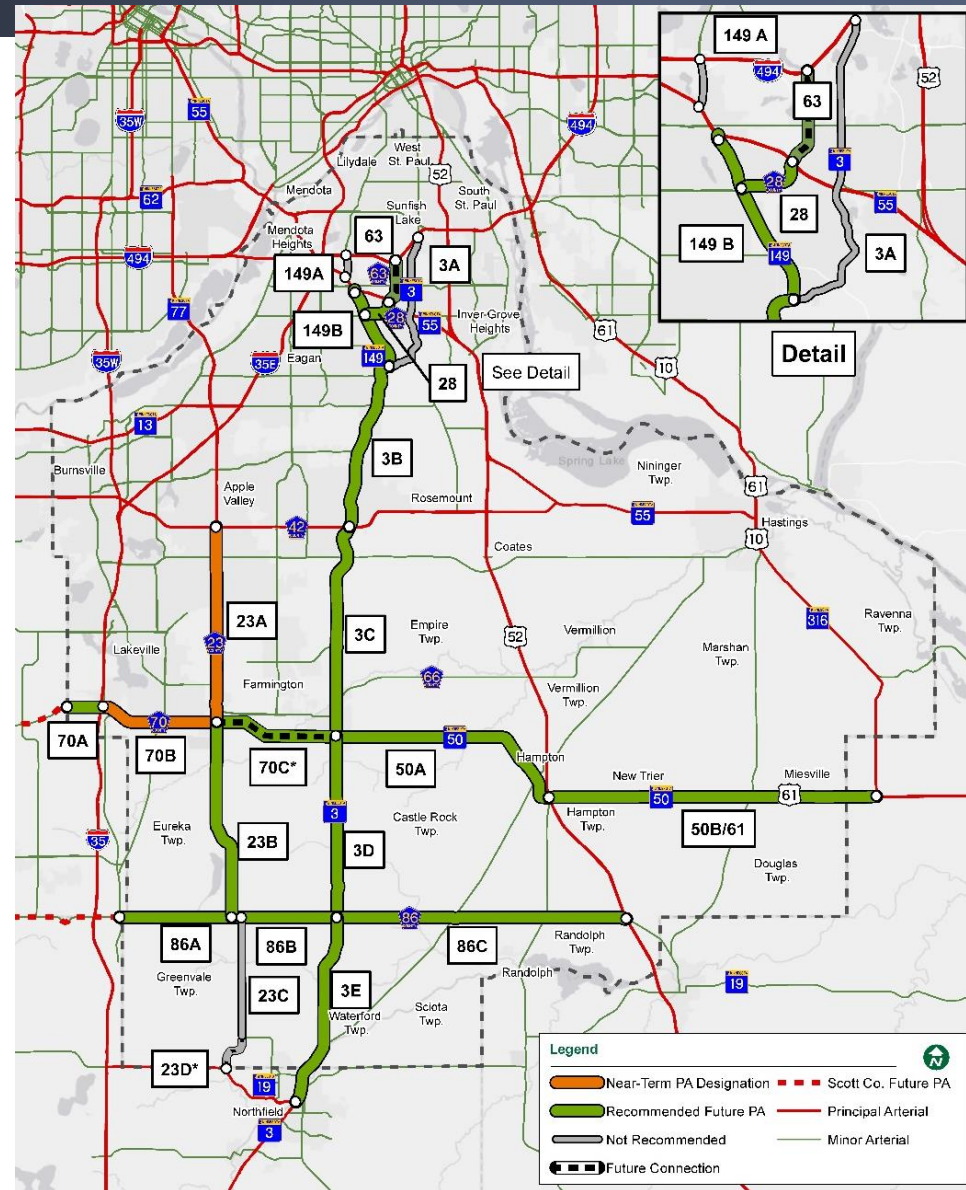 149 A
494
63
52
3
28
28
55
149 B
149
3A
Detail
35W
55
494
West
St. Paul
Lilydale
52
Mendota
South
St. Paul
62
Sunfish
Lake
Mendota
Heights
63
3A
494
149A
63
3
77
28
55
Inver-Grove
Heights
61
149B
35W
35E
149
Eagan
28
See Detail
10
13
Burnsville
3B
Spring Lake
Nininger
Twp.
Apple
Valley
Rosemount
61
42
55
Hastings
Coates
10
23A
316
Ravenna
Twp.
3C
Empire
Twp.
52
Vermillion
Marshan
Twp.
23
Lakeville
66
Farmington
Vermillion
Twp.
70
50
70A
70B
70C*
50A
Hampton
New Trier
Miesville
50
61
3
Castle Rock
Twp.
Hampton
Twp.
50B/61
35
Eureka
Twp.
23B
3D
Douglas
Twp.
86
86A
86B
86C
Randolph
Twp.
Greenvale
Twp.
23C
Randolph
3E
Sciota
Twp.
19
Waterford
Twp.
23D*
19
Northfield
3
Legend
N
Near-Term PA Designation
Scott Co. Future PA
Recommended Future PA
Principal Arterial
Not Recommended
Minor Arterial
Future Connection